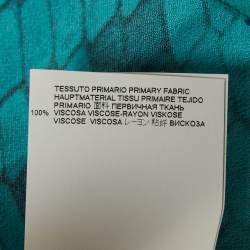 TESSUTO PRIMARIO PRIMARY FABRIC
HAUPTMATERIAL TISSU PRIMAIRE TEJIDO
PRIMARIO 面料 ПЕРВИЧНАЯ ТКАНЬ
100% VISCOSA VISCOSE-RAYON VISKOSE
VISCOSE VISCOSA レーヨン 粘纤 ВИСКОЗА